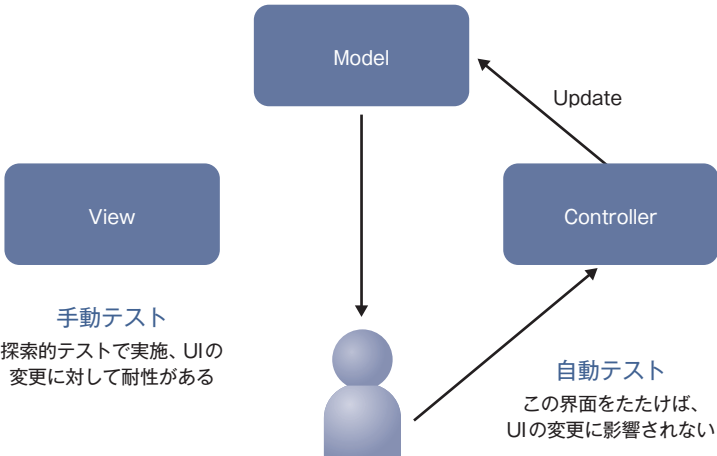 Model
Update
View
Controller
手動テスト
探索的テストで実施、UIの
変更に対して耐性がある
自動テスト
この界面をたたけば、
UIの変更に影響されない